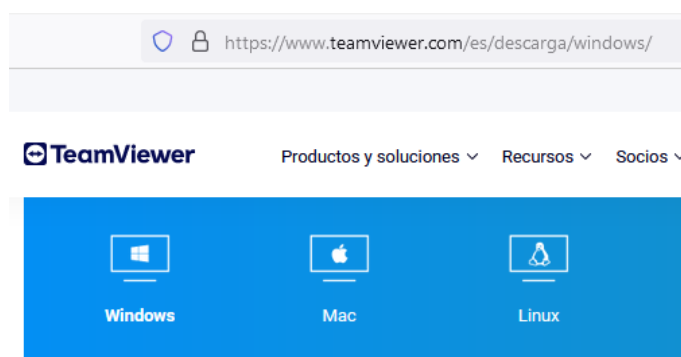 https://www.teamviewer.com/es/descarga/windows/
TeamViewer Productos y soluciones Recursos Socios
Windows Mac Linux